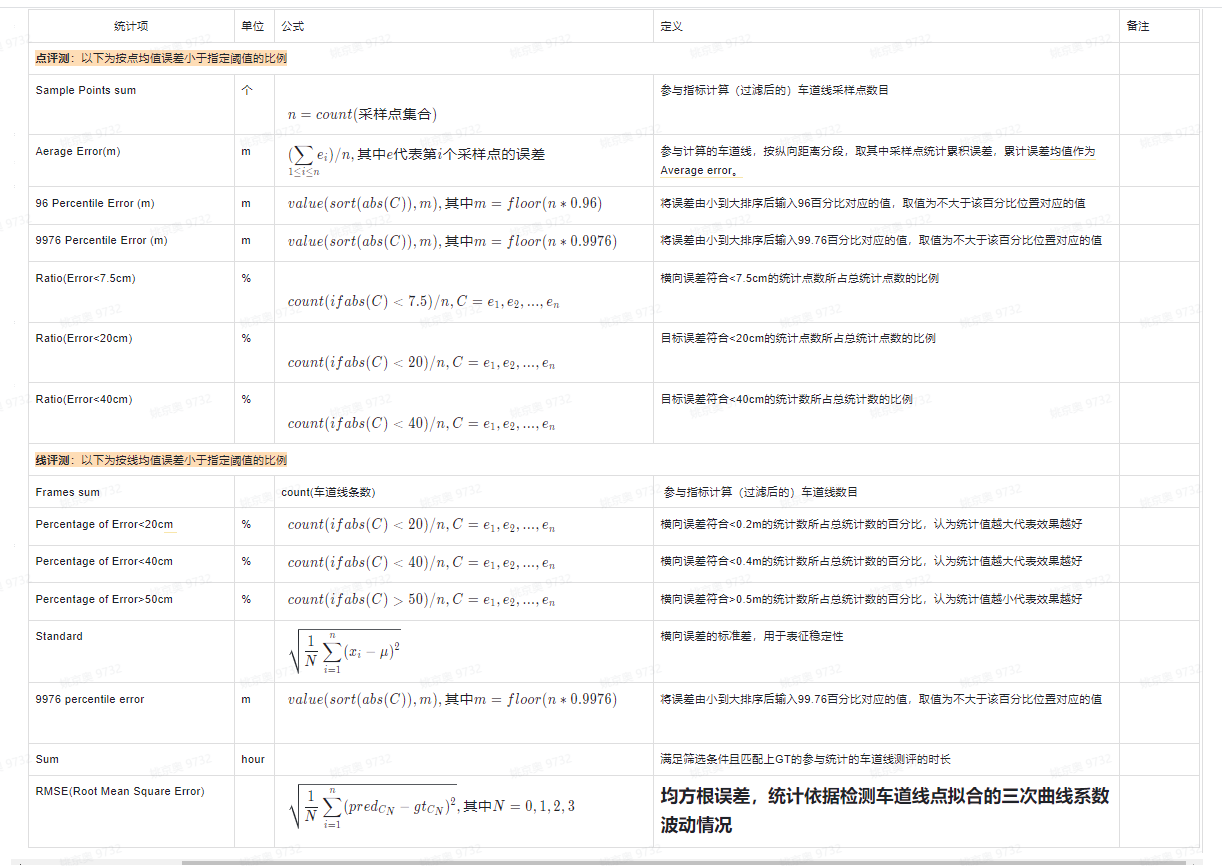 统计项 单位 公式 定义 备注
点评测：以下为按点均值误差小于指定阈值的比例
Sample Points sum 个 n = count(采样点集合) 参与指标计算（过滤后的）车道线采样点数目
Aerage Error(m) m (∑_{1≤i≤n} e_i)/n, 其中e代表第i个采样点的误差 参与计算的车道线，按纵向距离分段，取其中采样点统计累积误差，累计误差均值作为
Average error。
96 Percentile Error (m) m value(sort(abs(C)), m), 其中m = floor(n * 0.96) 将误差由小到大排序后输入96百分比对应的值，取值为不大于该百分比位置对应的值
9976 Percentile Error (m) m value(sort(abs(C)), m), 其中m = floor(n * 0.9976) 将误差由小到大排序后输入99.76百分比对应的值，取值为不大于该百分比位置对应的值
Ratio(Error<7.5cm) % count(ifabs(C) < 7.5)/n, C = e_1, e_2, ..., e_n 横向误差符合<7.5cm的统计点数所占总统计点数的比例
Ratio(Error<20cm) % count(ifabs(C) < 20)/n, C = e_1, e_2, ..., e_n 目标误差符合<20cm的统计点数所占总统计点数的比例
Ratio(Error<40cm) % count(ifabs(C) < 40)/n, C = e_1, e_2, ..., e_n 目标误差符合<40cm的统计数所占总统计数的比例
线评测：以下为按线均值误差小于指定阈值的比例
Frames sum count(车道线条数) 参与指标计算（过滤后的）车道线数目
Percentage of Error<20cm % count(ifabs(C) < 20)/n, C = e_1, e_2, ..., e_n 横向误差符合<0.2m的统计数所占总统计数的百分比，认为统计值越大代表效果越好
Percentage of Error<40cm % count(ifabs(C) < 40)/n, C = e_1, e_2, ..., e_n 横向误差符合<0.4m的统计数所占总统计数的百分比，认为统计值越大代表效果越好
Percentage of Error>50cm % count(ifabs(C) > 50)/n, C = e_1, e_2, ..., e_n 横向误差符合>0.5m的统计数所占总统计数的百分比，认为统计值越小代表效果越好
Standard √(1/N ∑_{i=1}^{n} (x_i − μ)^2) 横向误差的标准差，用于表征稳定性
9976 percentile error m value(sort(abs(C)), m), 其中m = floor(n * 0.9976) 将误差由小到大排序后输入99.76百分比对应的值，取值为不大于该百分比位置对应的值
Sum hour 满足筛选条件且匹配上GT的参与统计的车道线测评的时长
RMSE(Root Mean Square Error) √(1/N ∑_{i=1}^{n} (pred_{C_N} − gt_{C_N})^2), 其中N = 0, 1, 2, 3 均方根误差，统计依据检测车道线点拟合的三次曲线系数
波动情况